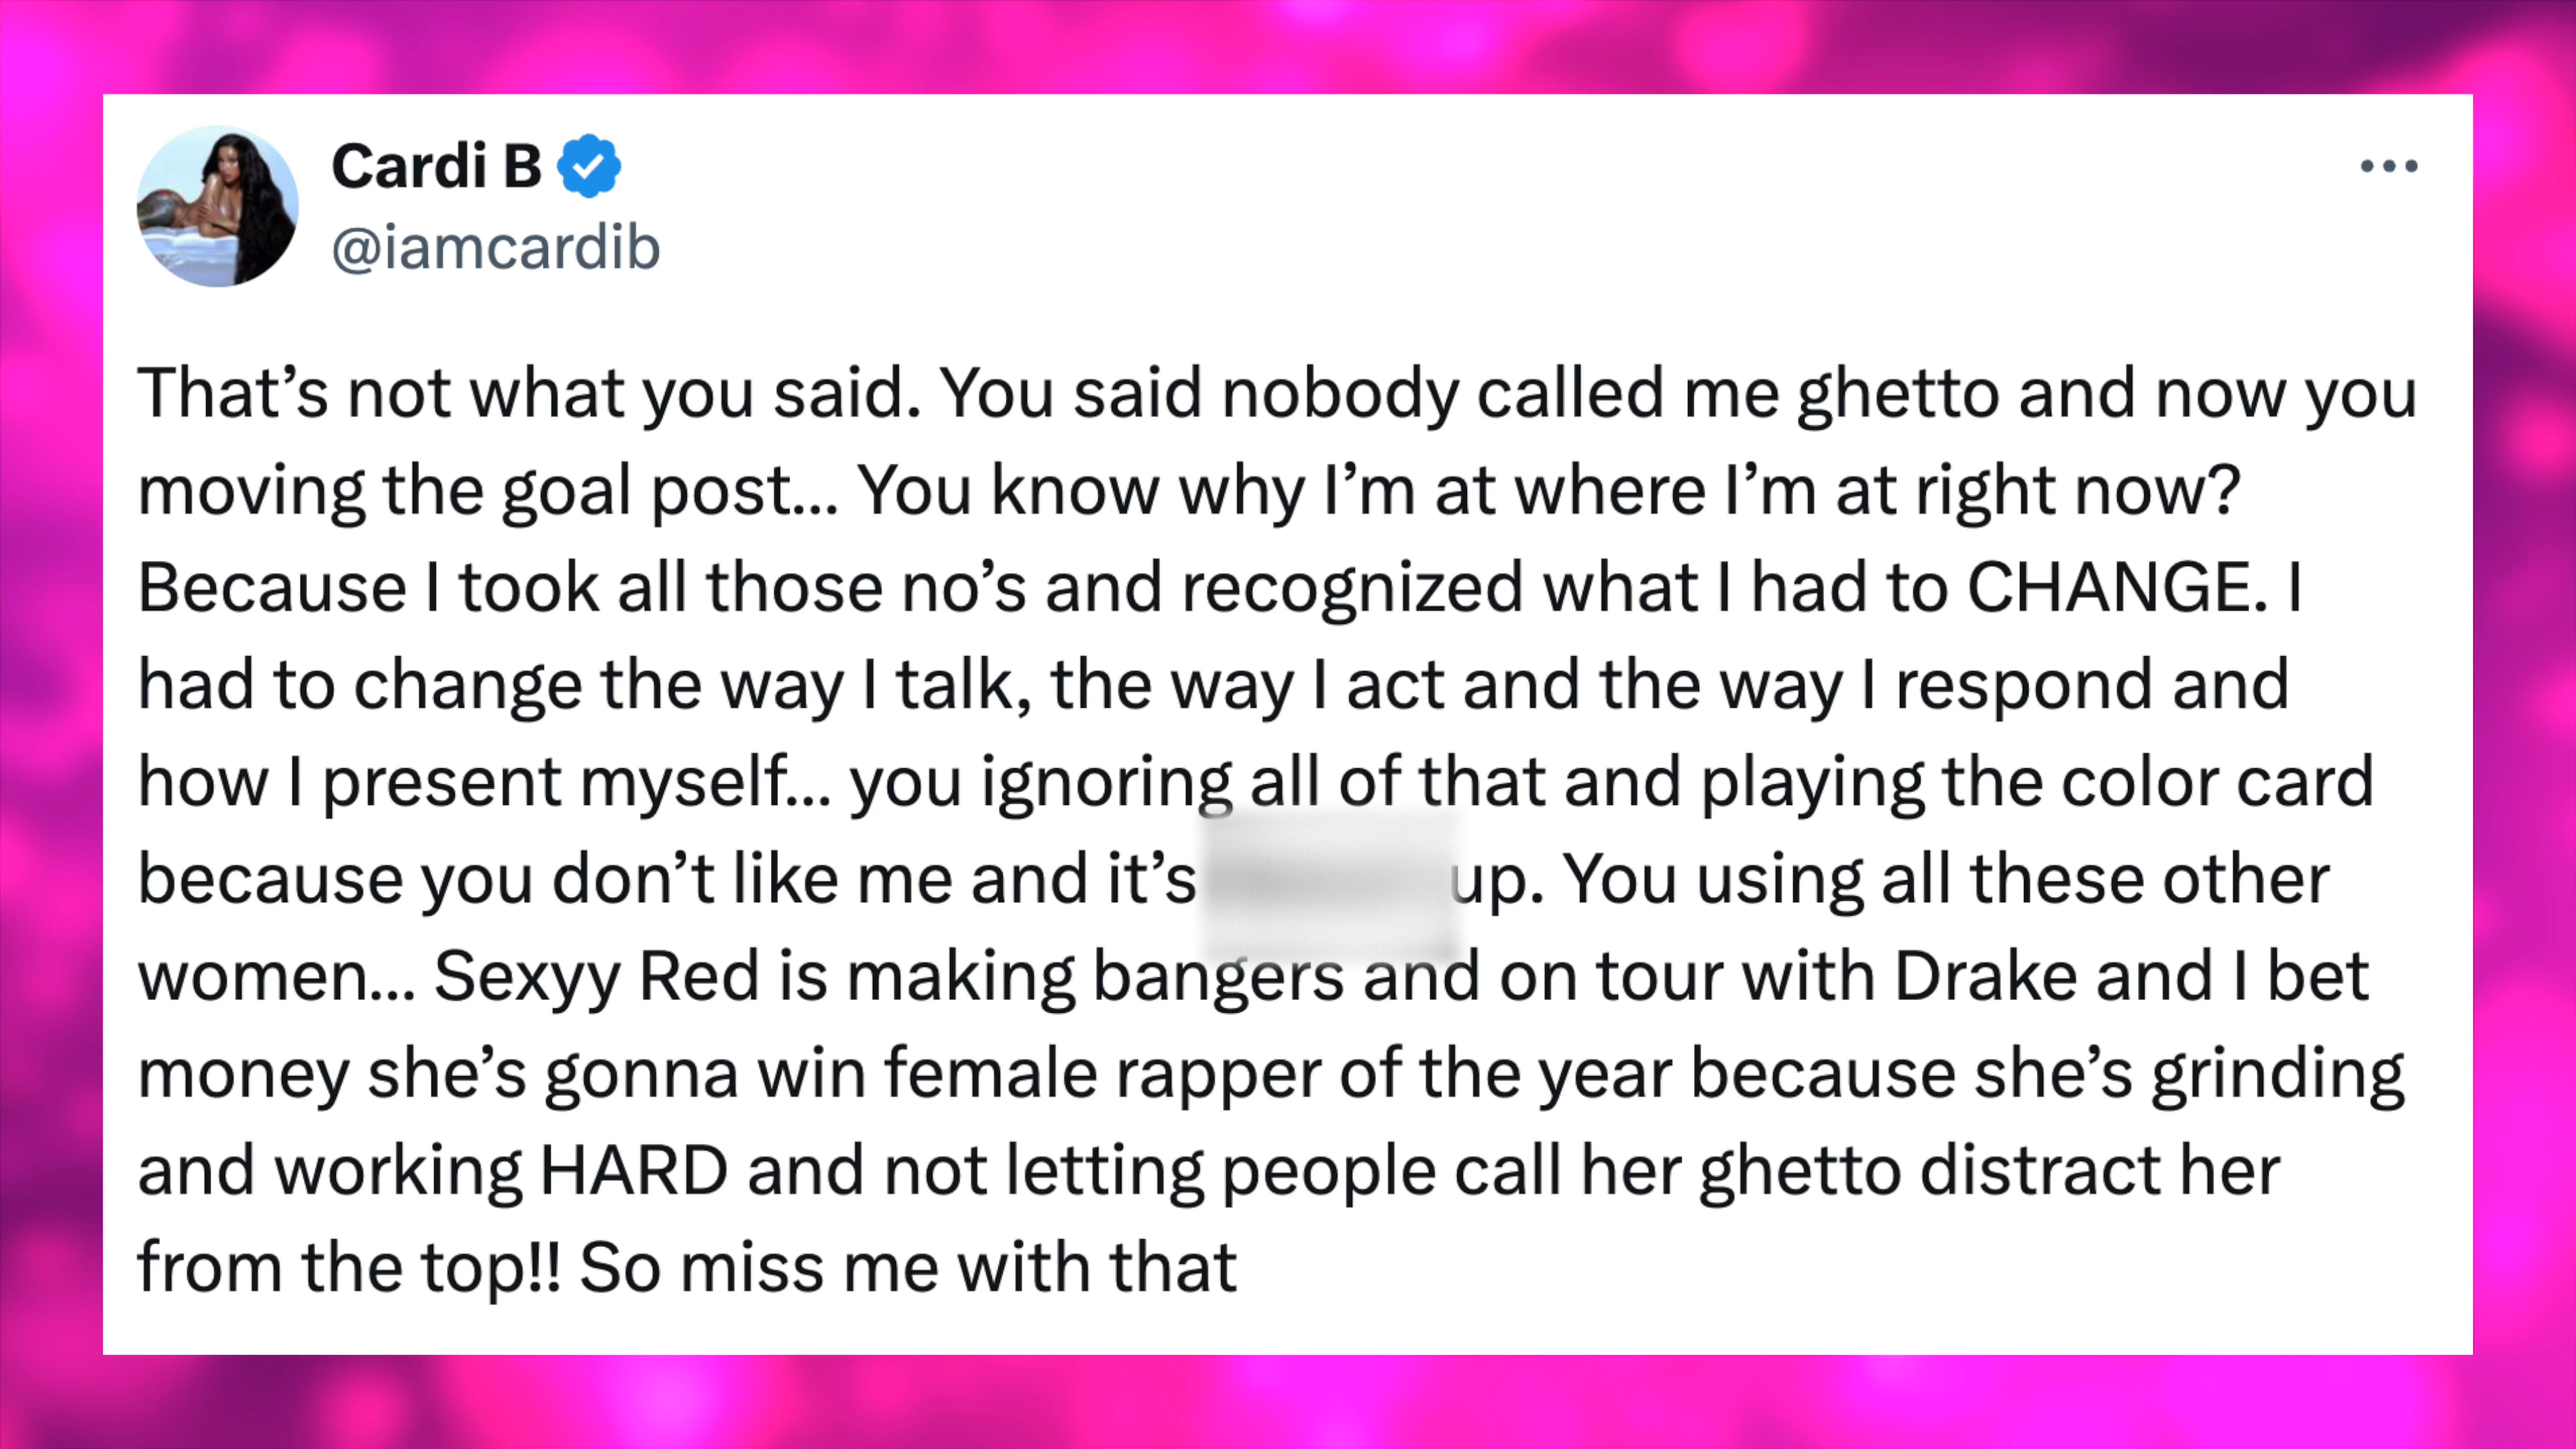 Cardi B
@iamcardib
That’s not what you said. You said nobody called me ghetto and now you
moving the goal post... You know why I’m at where I’m at right now?
Because I took all those no’s and recognized what I had to CHANGE. I
had to change the way I talk, the way I act and the way I respond and
how I present myself... you ignoring all of that and playing the color card
because you don’t like me and it’s up. You using all these other
women... Sexyy Red is making bangers and on tour with Drake and I bet
money she’s gonna win female rapper of the year because she’s grinding
and working HARD and not letting people call her ghetto distract her
from the top!! So miss me with that